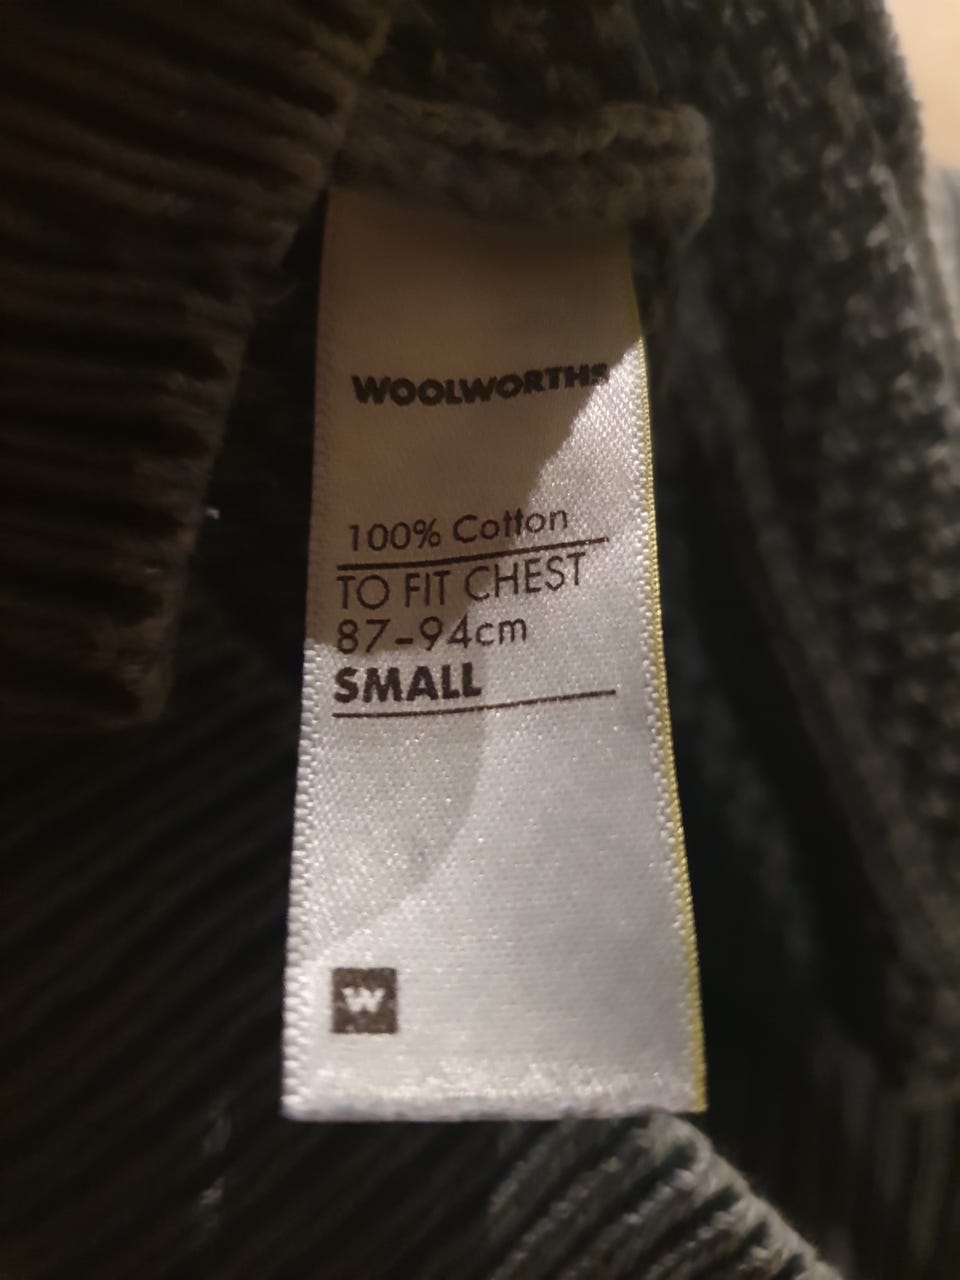 WOOLWORTHS
100% Cotton
TO FIT CHEST
87-94cm
SMALL
W